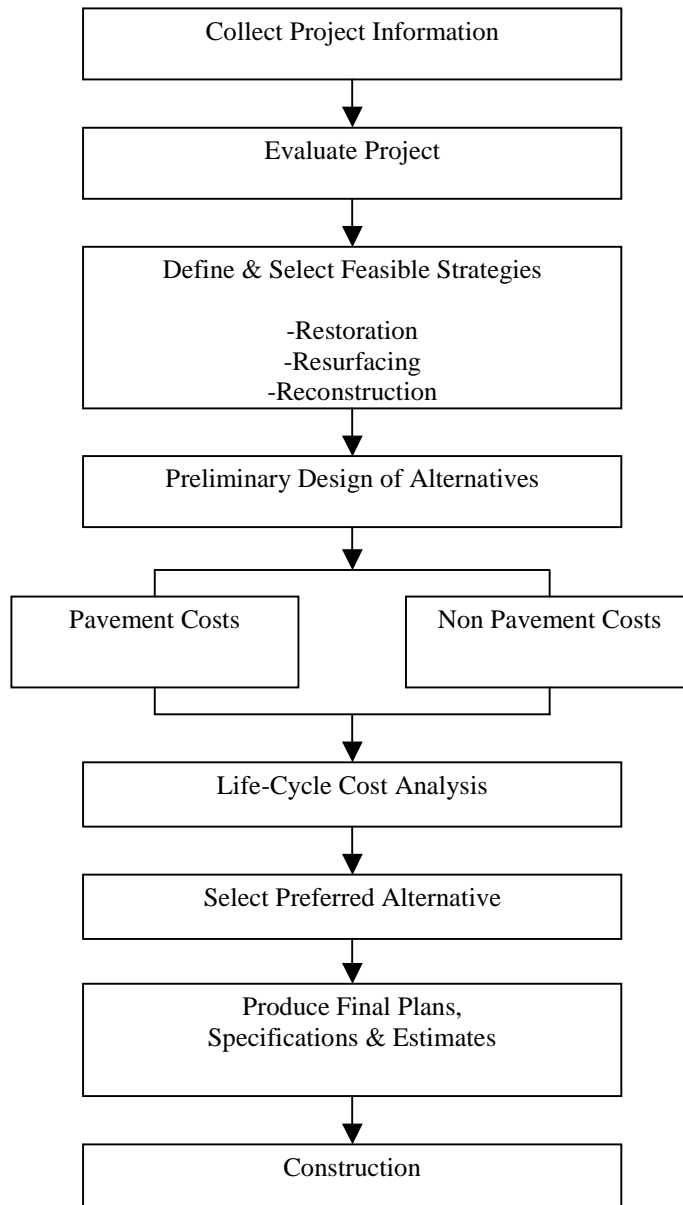 Collect Project Information
Evaluate Project
Define & Select Feasible Strategies
-Restoration
-Resurfacing
-Reconstruction
Preliminary Design of Alternatives
Pavement Costs
Non Pavement Costs
Life-Cycle Cost Analysis
Select Preferred Alternative
Produce Final Plans,
Specifications & Estimates
Construction